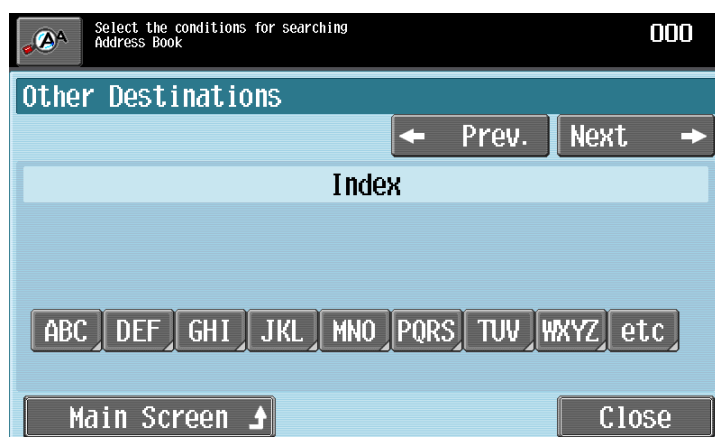 Select the conditions for searching
Address Book
000
Other Destinations
← Prev. Next →
Index
ABC DEF GHI JKL MNO PQRS TUV WXYZ etc
Main Screen Close